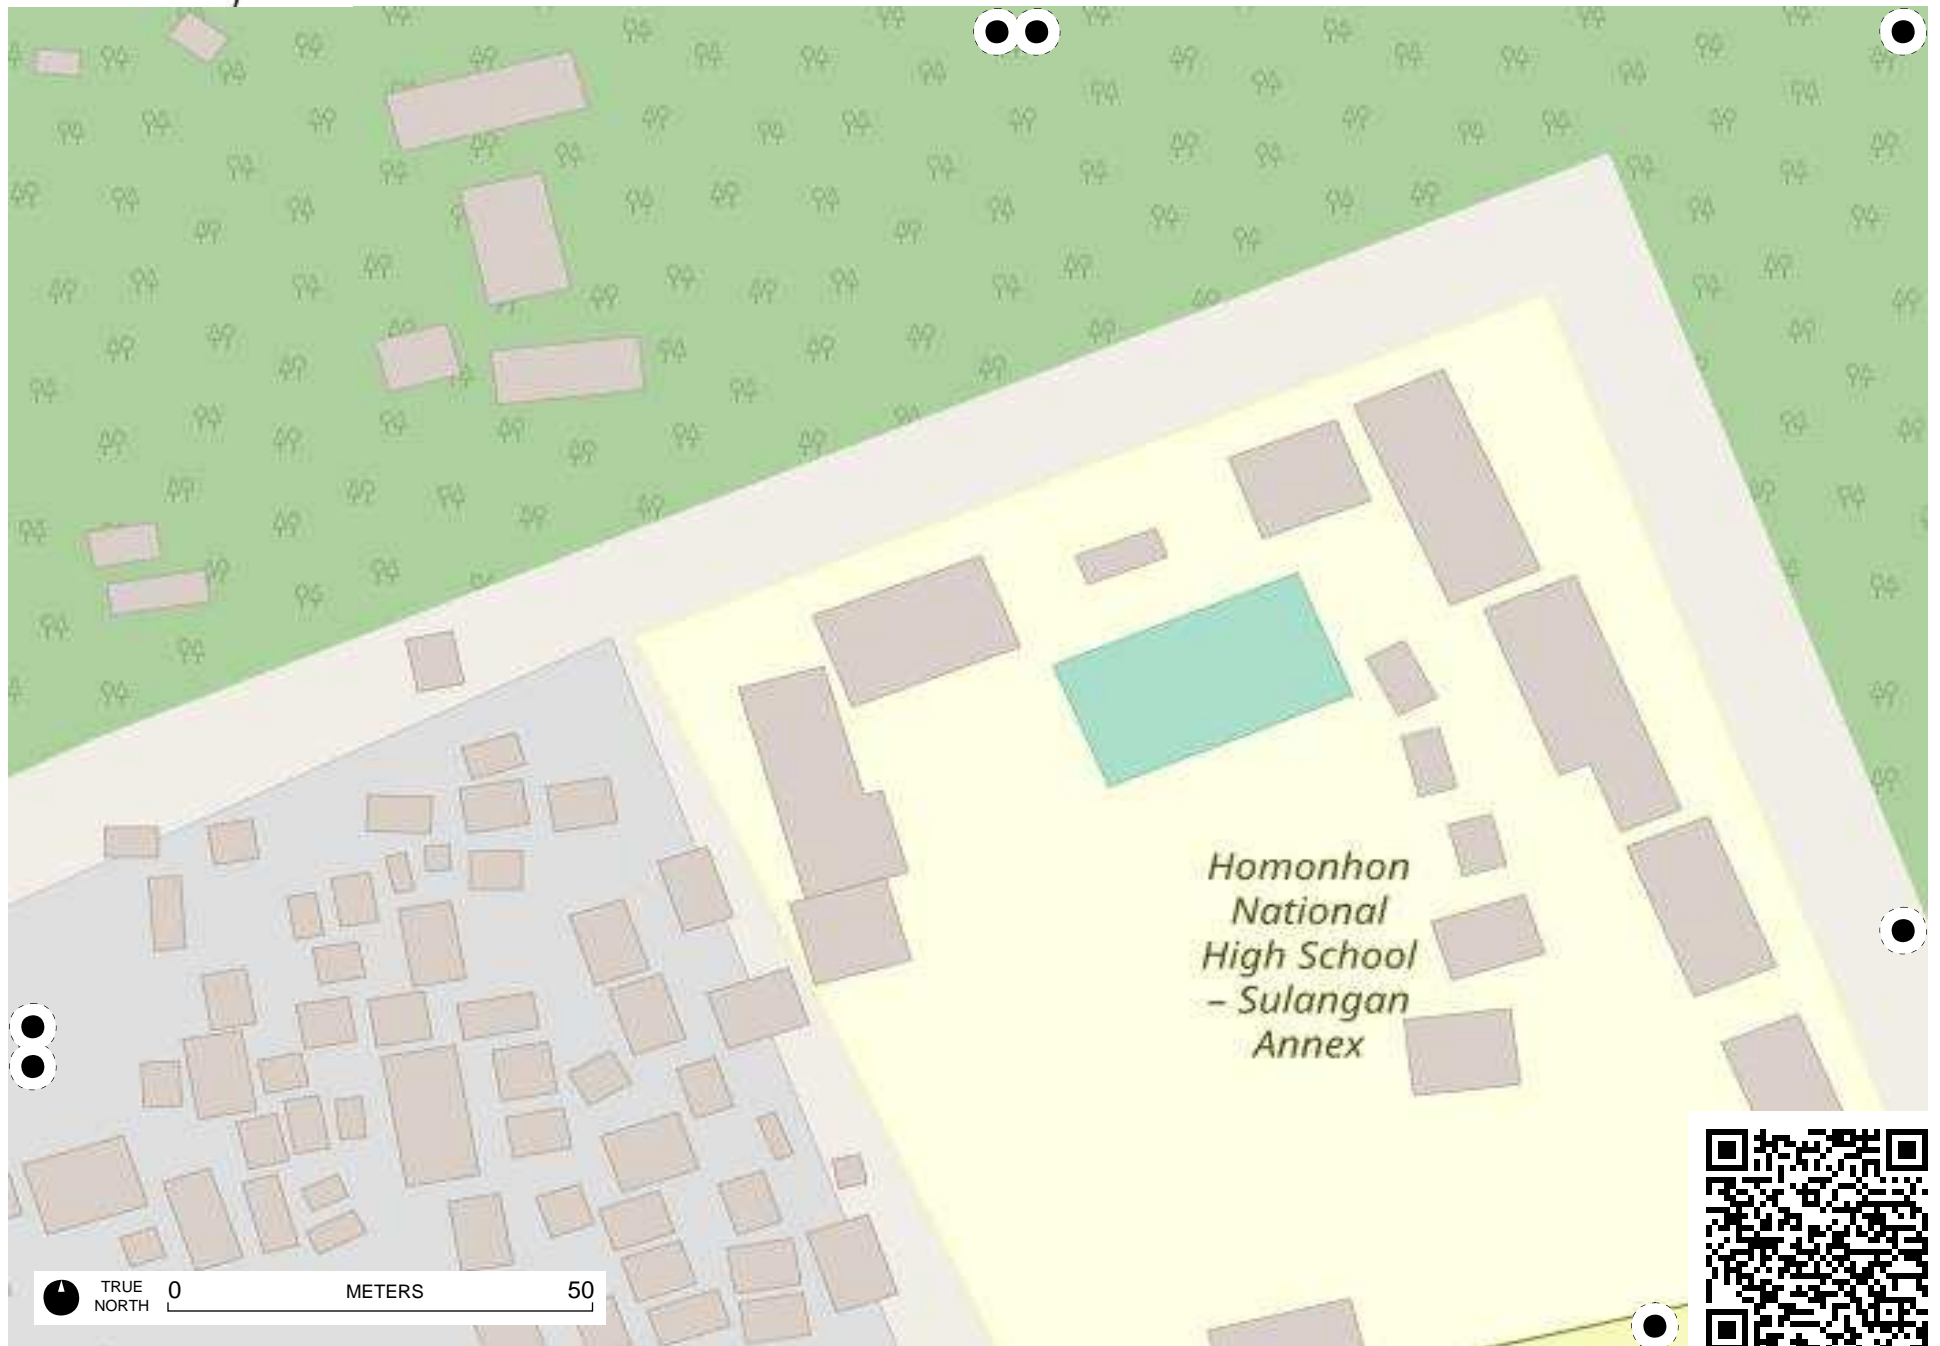 Homonhon
National
High School
– Sulangan
Annex
TRUE
NORTH
0 METERS 50